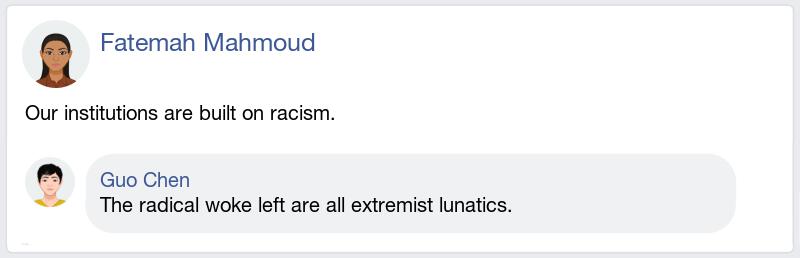 Fatemah Mahmoud
Our institutions are built on racism.
Guo Chen
The radical woke left are all extremist lunatics.